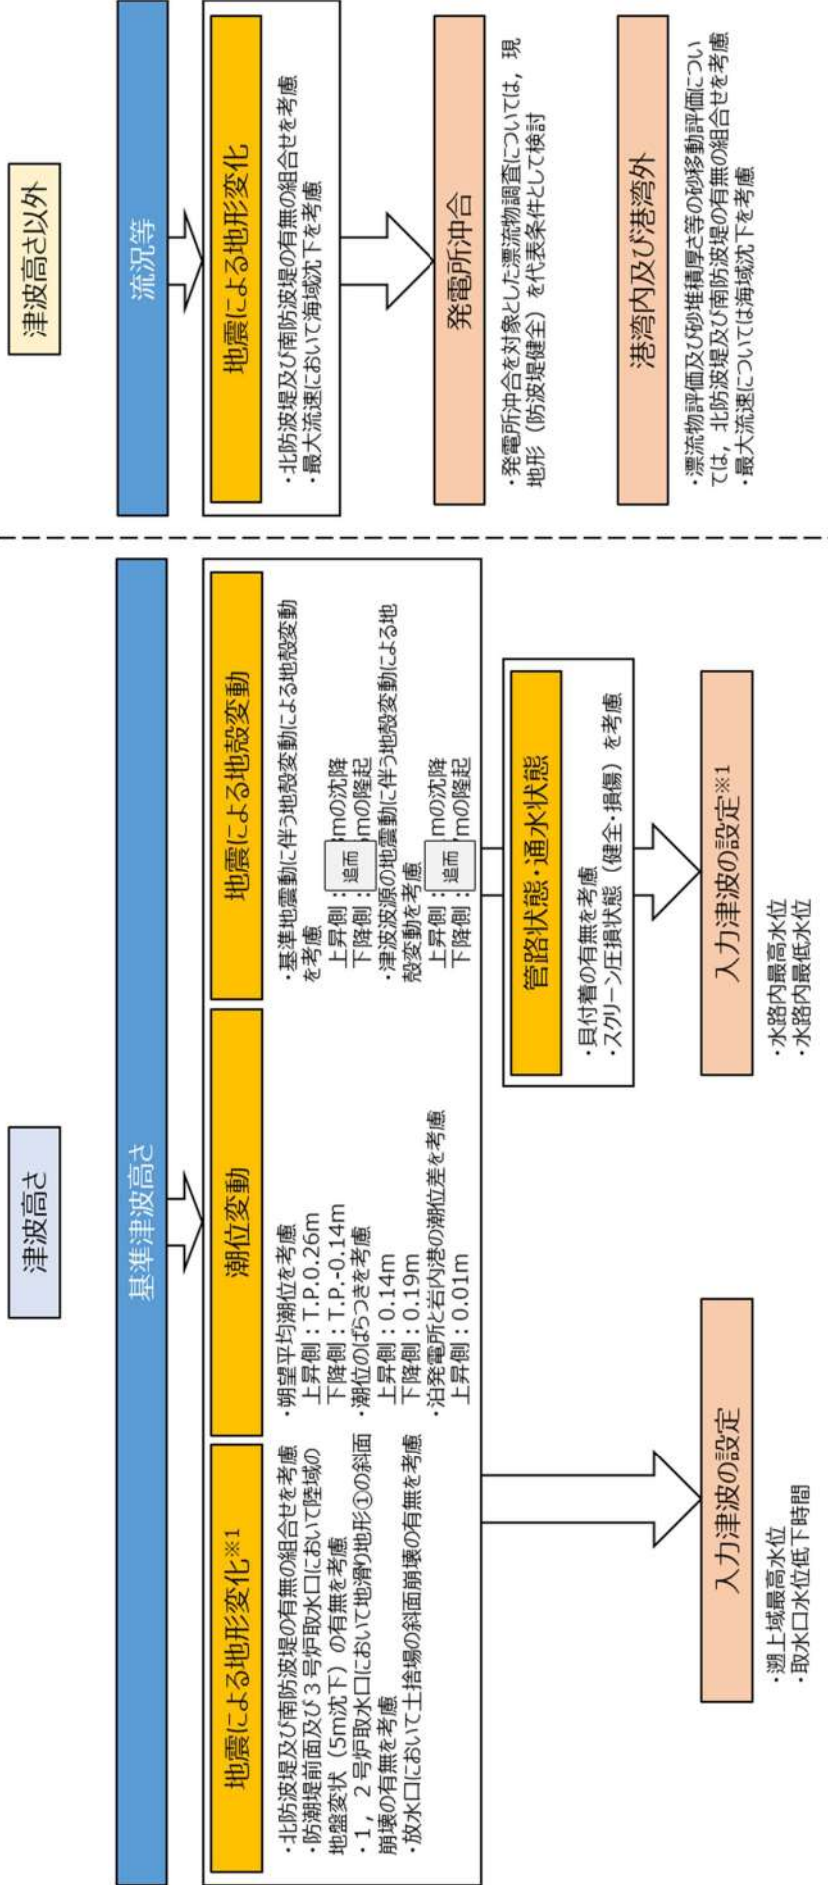 津波高さ
基準津波高さ
地震による地形変化※1
・北防波堤及び南防波堤の有無の組合せを考慮
・防潮堤前面及び３号炉取水口において陸域の
地盤変状（5m沈下）の有無を考慮
・１，２号炉取水口において地滑り地形①の斜面
崩壊の有無を考慮
・放水口において土捨場の斜面崩壊の有無を考慮
潮位変動
・朔望平均潮位を考慮
上昇側：T.P.0.26m
下降側：T.P.-0.14m
・潮位のばらつきを考慮
上昇側：0.14m
下降側：0.19m
・泊発電所と岩内港の潮位差を考慮
上昇側：0.01m
地震による地殻変動
・基準地震動に伴う地殻変動による地殻変動
を考慮
上昇側：追而mの沈降
下降側：追而mの隆起
・津波波源の地震動に伴う地殻変動による地
殻変動を考慮
上昇側：追而mの沈降
下降側：追而mの隆起
管路状態・通水状態
・貝付着の有無を考慮
・スクリーン圧損状態（健全・損傷）を考慮
入力津波の設定
・遡上域最高水位
・取水口水位低下時間
入力津波の設定※1
・水路内最高水位
・水路内最低水位
津波高さ以外
流況等
地震による地形変化
・北防波堤及び南防波堤の有無の組合せを考慮
・最大流速において海域沈下を考慮
発電所沖合
・発電所沖合を対象とした漂流物調査については，現
地形（防波堤健全）を代表条件として検討
港湾内及び港湾外
・漂流物評価及び砂堆積厚さ等の砂移動評価につい
ては，北防波堤及び南防波堤の有無の組合せを考慮
・最大流速については海域沈下を考慮